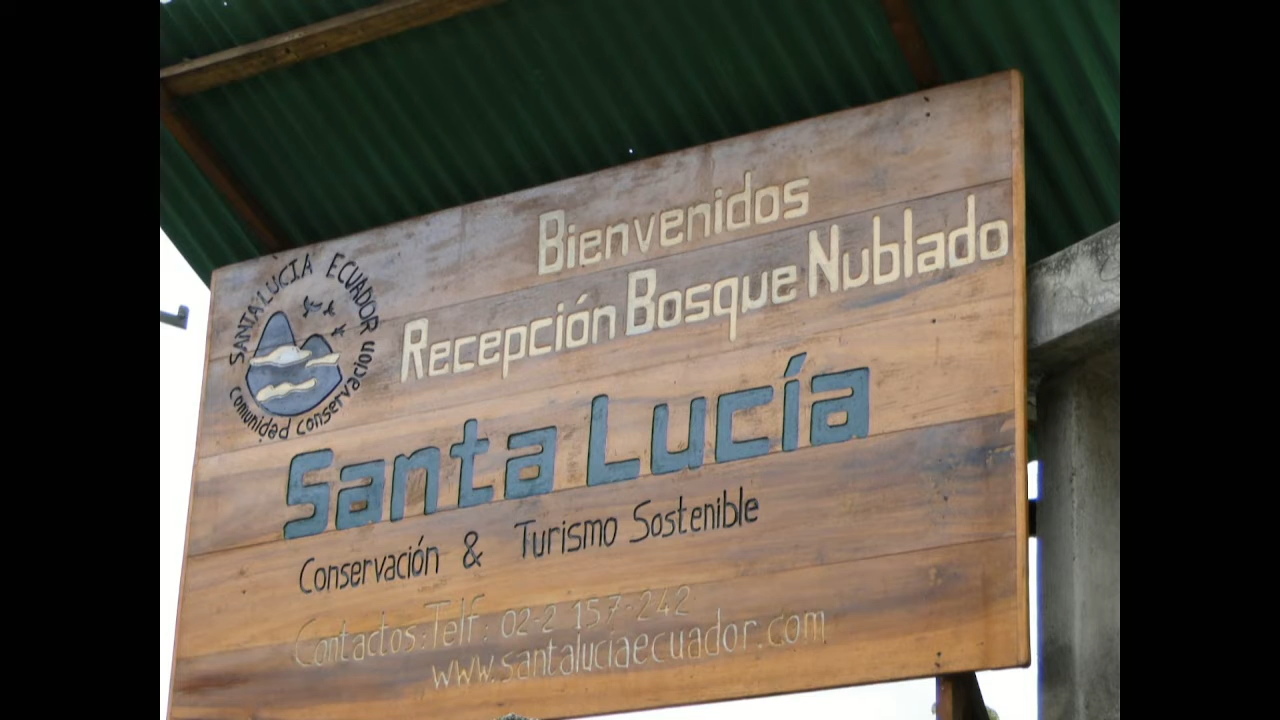 SANTA LUCÍA ECUADOR
comunidad conservacion
Bienvenidos
Recepción Bosque Nublado
Santa Lucía
Conservación & Turismo Sostenible
Contactos: Telf: 02-2 157-242
www.santaluciaecuador.com